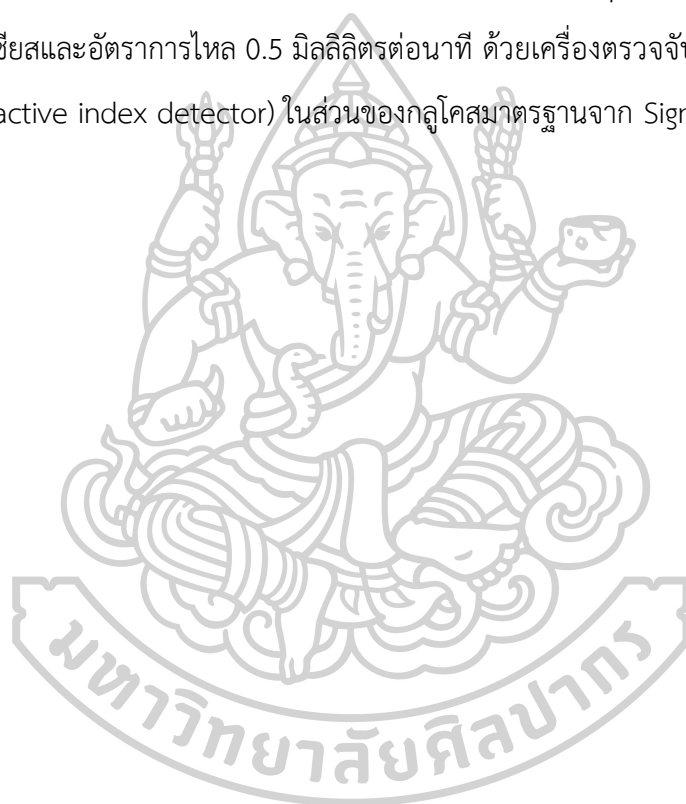 ซียสและอัตราการไหล 0.5 มิลลิลิตรต่อนาที ด้วยเครื่องตรวจจับ
active index detector) ในส่วนของกลูโคสมาตรฐานจาก Sigm
มหาวิทยาลัยศิลปากร